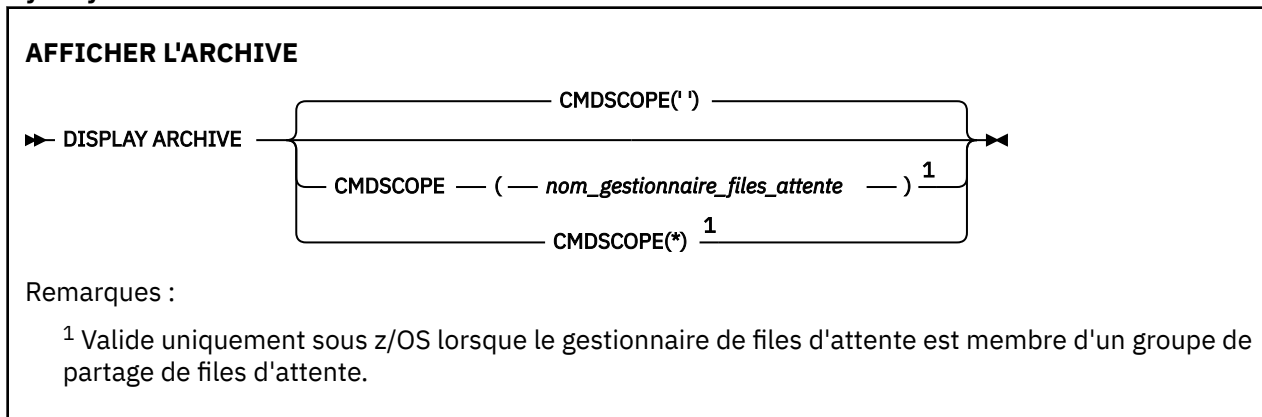 AFFICHER L'ARCHIVE
CMDSCOPE(' ')
DISPLAY ARCHIVE
CMDSCOPE ( nom_gestionnaire_files_attente ) 1
CMDSCOPE(*) 1
Remarques :
1 Valide uniquement sous z/OS lorsque le gestionnaire de files d'attente est membre d'un groupe de
partage de files d'attente.